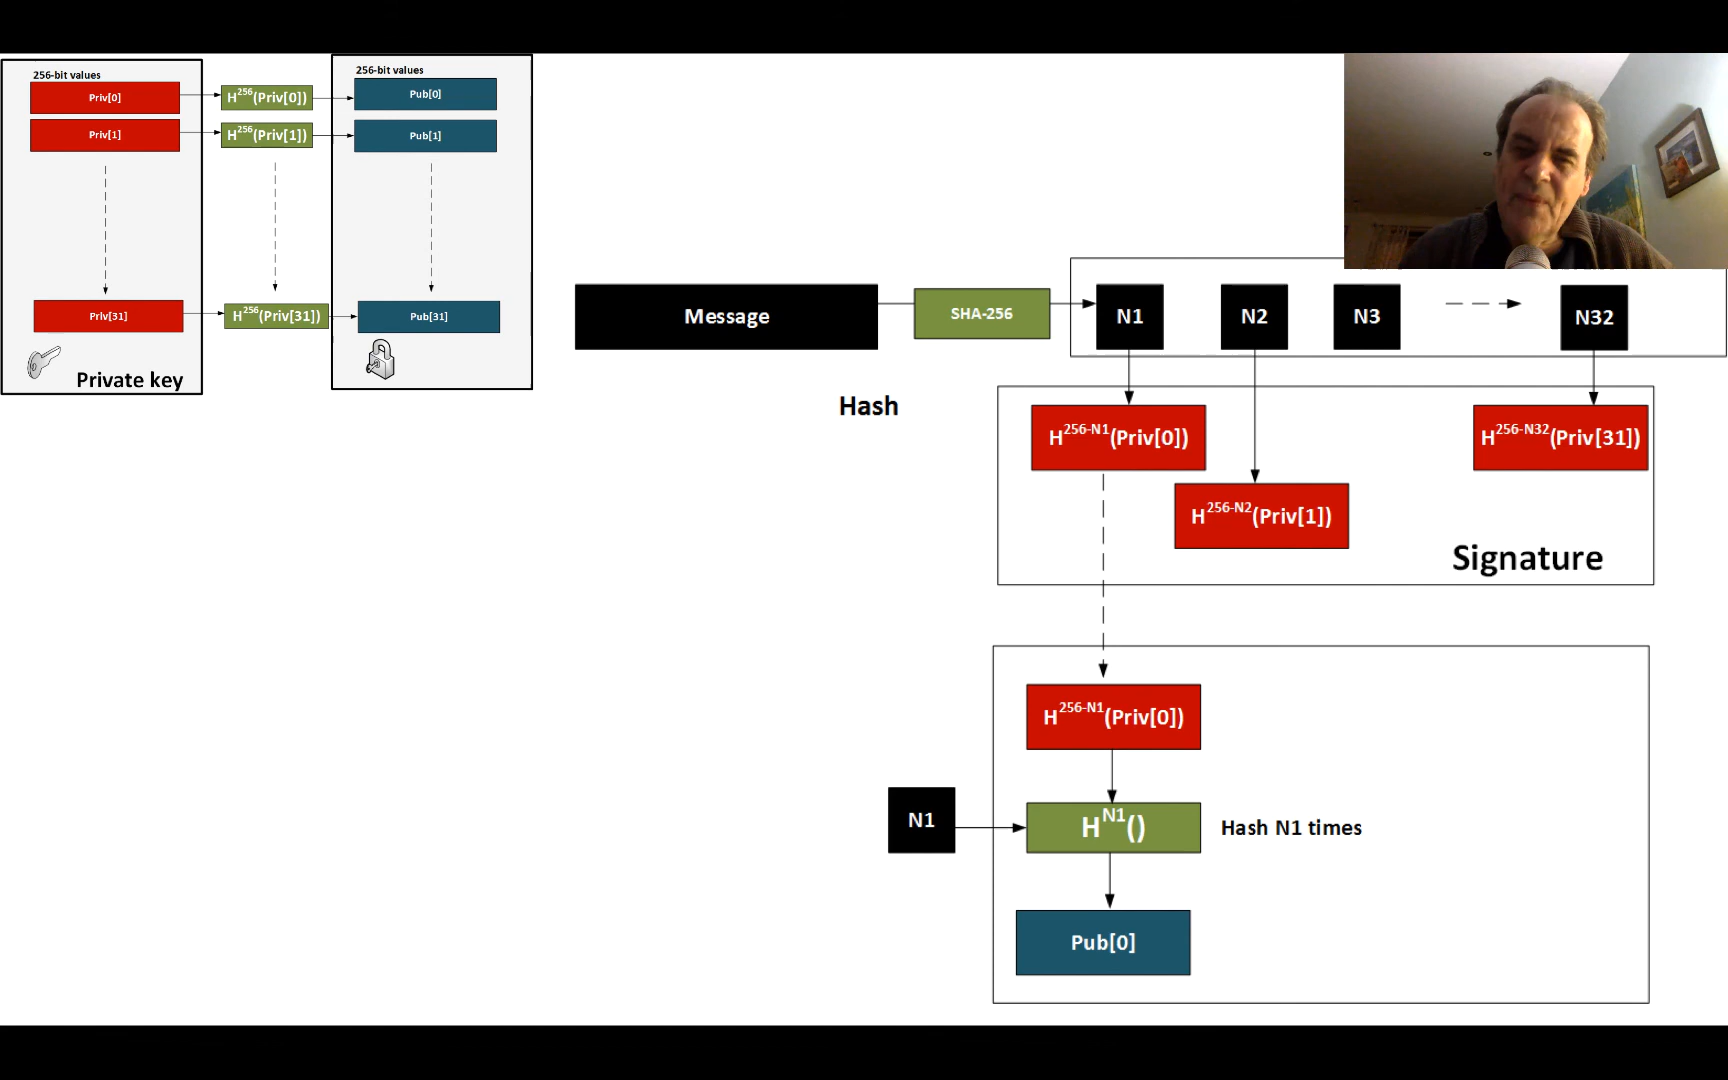 256-bit values
Priv[0]
H256(Priv[0])
256-bit values
Pub[0]
Priv[1]
H256(Priv[1])
Pub[1]
Priv[31]
H256(Priv[31])
Pub[31]
Private key
Message
SHA-256
N1
N2
N3
N32
Hash
H256-N1(Priv[0])
H256-N32(Priv[31])
H256-N2(Priv[1])
Signature
H256-N1(Priv[0])
N1
HN1()
Hash N1 times
Pub[0]